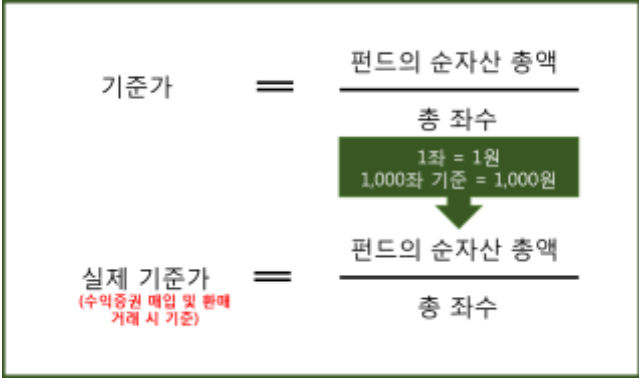 펀드의 순자산 총액
기준가 =
총 좌수
1좌 = 1원
1,000좌 기준 = 1,000원
펀드의 순자산 총액
실제 기준가 =
(수익증권 매입 및 환매
거래 시 기준)
총 좌수